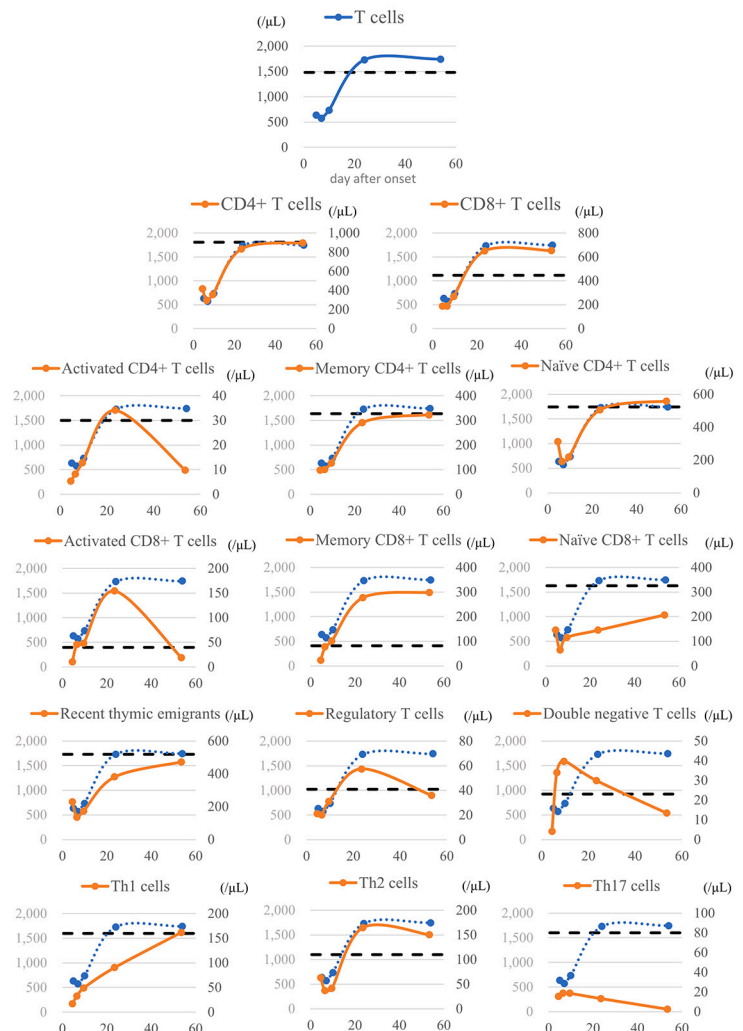 (/μL) T cells
2,000
1,500
1,000
500
0
0 20 40 60
day after onset
CD4+ T cells (/μL) CD8+ T cells (/μL)
2,000 1,000 2,000 800
1,500 800 1,500 600
1,000 600 1,000 400
500 400 500 200
0 200 0 0
0
0 20 40 60 0 20 40 60
Activated CD4+ T cells (/μL) Memory CD4+ T cells (/μL) Naïve CD4+ T cells (/μL)
2,000 40 2,000 400 2,000 600
1,500 30 1,500 300 1,500 400
1,000 20 1,000 200 1,000 200
500 10 500 100 500
0 0 0 0 0 0
0 20 40 60 0 20 40 60 0 20 40 60
Activated CD8+ T cells (/μL) Memory CD8+ T cells (/μL) Naïve CD8+ T cells (/μL)
2,000 200 2,000 400 2,000 400
1,500 150 1,500 300 1,500 300
1,000 100 1,000 200 1,000 200
500 50 500 100 500 100
0 0 0 0 0 0
0 20 40 60 0 20 40 60 0 20 40 60
Recent thymic emigrants (/μL) Regulatory T cells (/μL) Double negative T cells (/μL)
2,000 600 2,000 80 2,000 50
1,500 400 1,500 60 1,500 40
1,000 200 1,000 40 1,000 30
500 500 20 500 20
0 0 0 0 0 10
0
0 20 40 60 0 20 40 60 0 20 40 60
Th1 cells (/μL) Th2 cells (/μL) Th17 cells (/μL)
2,000 200 2,000 200 2,000 100
1,500 150 1,500 150 1,500 80
1,000 100 1,000 100 1,000 60
500 50 500 50 500 40
0 0 0 0 0 20
0
0 20 40 60 0 20 40 60 0 20 40 60